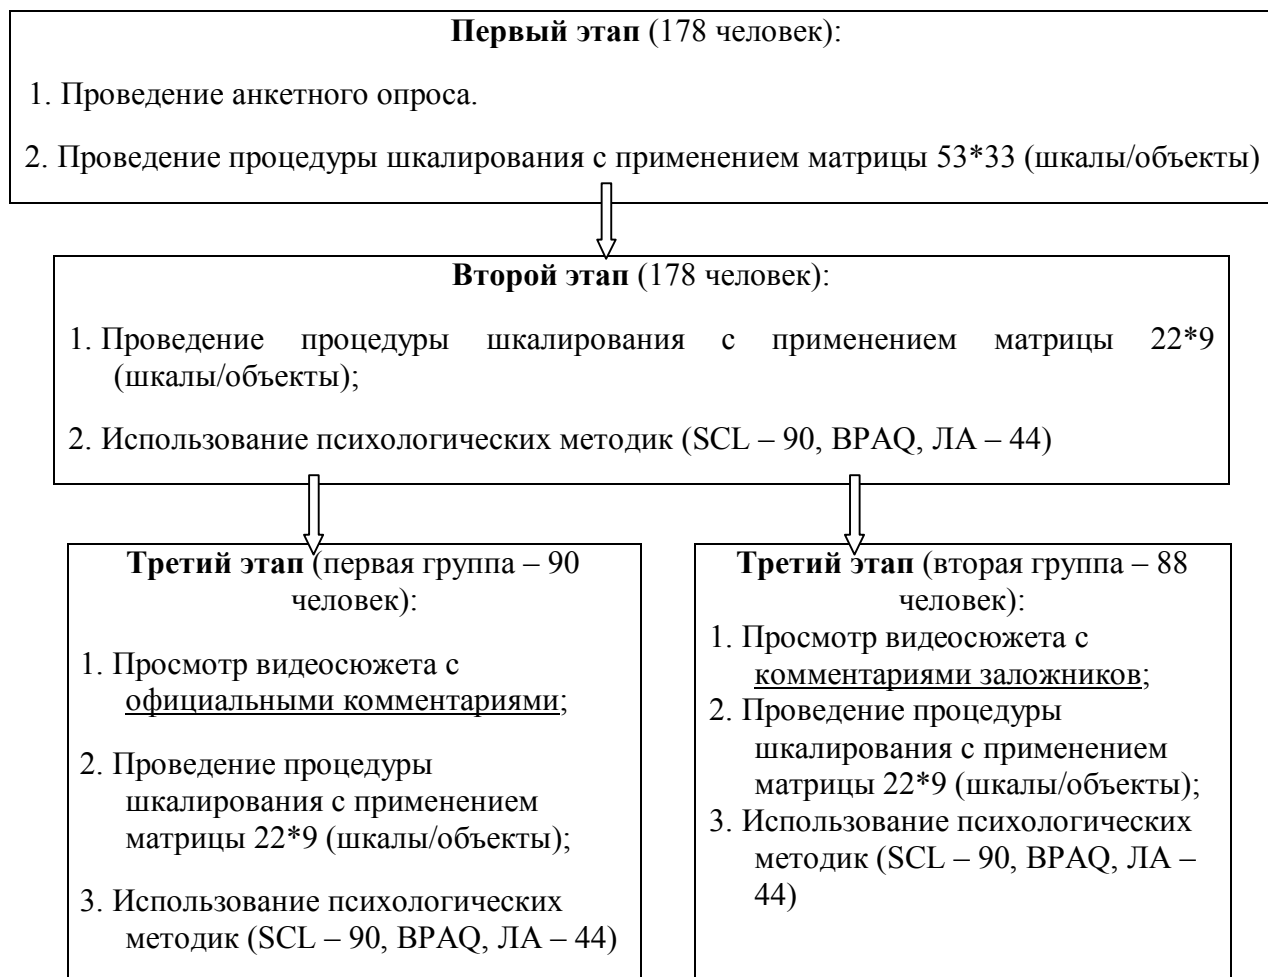 Первый этап (178 человек):
1. Проведение анкетного опроса.
2. Проведение процедуры шкалирования с применением матрицы 53*33 (шкалы/объекты)
Второй этап (178 человек):
1. Проведение процедуры шкалирования с применением матрицы 22*9
(шкалы/объекты);
2. Использование психологических методик (SCL – 90, BPAQ, ЛА – 44)
Третий этап (первая группа – 90
человек):
1. Просмотр видеосюжета с
официальными комментариями;
2. Проведение процедуры
шкалирования с применением
матрицы 22*9 (шкалы/объекты);
3. Использование психологических
методик (SCL – 90, BPAQ, ЛА – 44)
Третий этап (вторая группа – 88
человек):
1. Просмотр видеосюжета с
комментариями заложников;
2. Проведение процедуры
шкалирования с применением
матрицы 22*9 (шкалы/объекты);
3. Использование психологических
методик (SCL – 90, BPAQ, ЛА –
44)